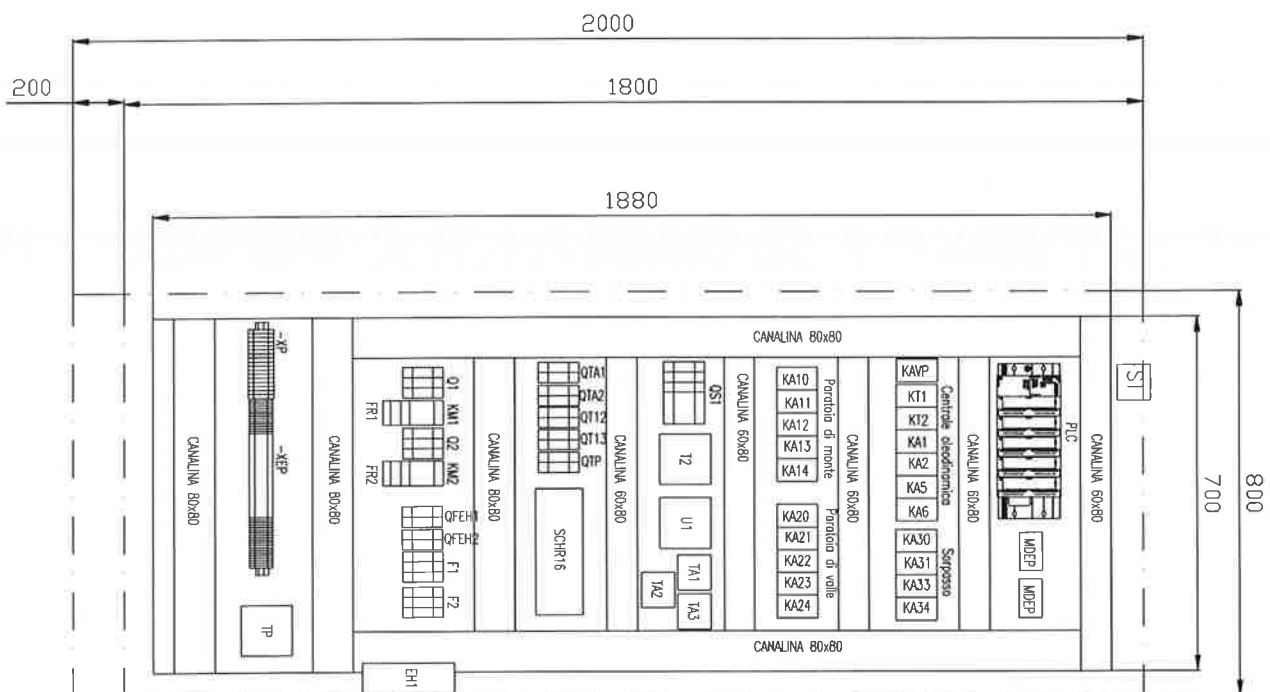 2000
200
1800
1880
CANALINA 80x80
S1
-XP
-XEP
TP
CANALINA 80x80
CANALINA 80x80
Q1
KM1
FR1
Q2
KM2
FR2
QFEH1
QFEH2
F1
F2
EH1
CANALINA 80x80
QTA1
QTA2
QT12
QT13
QTP
SCHR16
CANALINA 60x80
QS1
T2
U1
TA1
TA2
TA3
CANALINA 60x80
KA10
KA11
KA12
KA13
KA14
Paratoia di monte
KA20
KA21
KA22
KA23
KA24
Paratoia di valle
CANALINA 60x80
KAVP
KT1
KT2
KA1
KA2
KA5
KA6
Centrale oleodinamica
KA30
KA31
KA33
KA34
Sorpasso
CANALINA 60x80
PLC
MDEP
MDEP
CANALINA 80x80
CANALINA 80x80
700
800